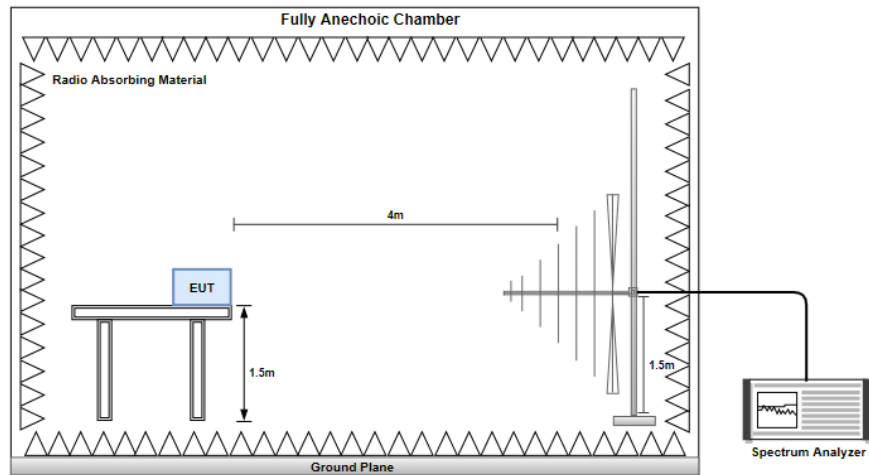 Fully Anechoic Chamber
Radio Absorbing Material
4m
EUT
1.5m
1.5m
Spectrum Analyzer
Ground Plane